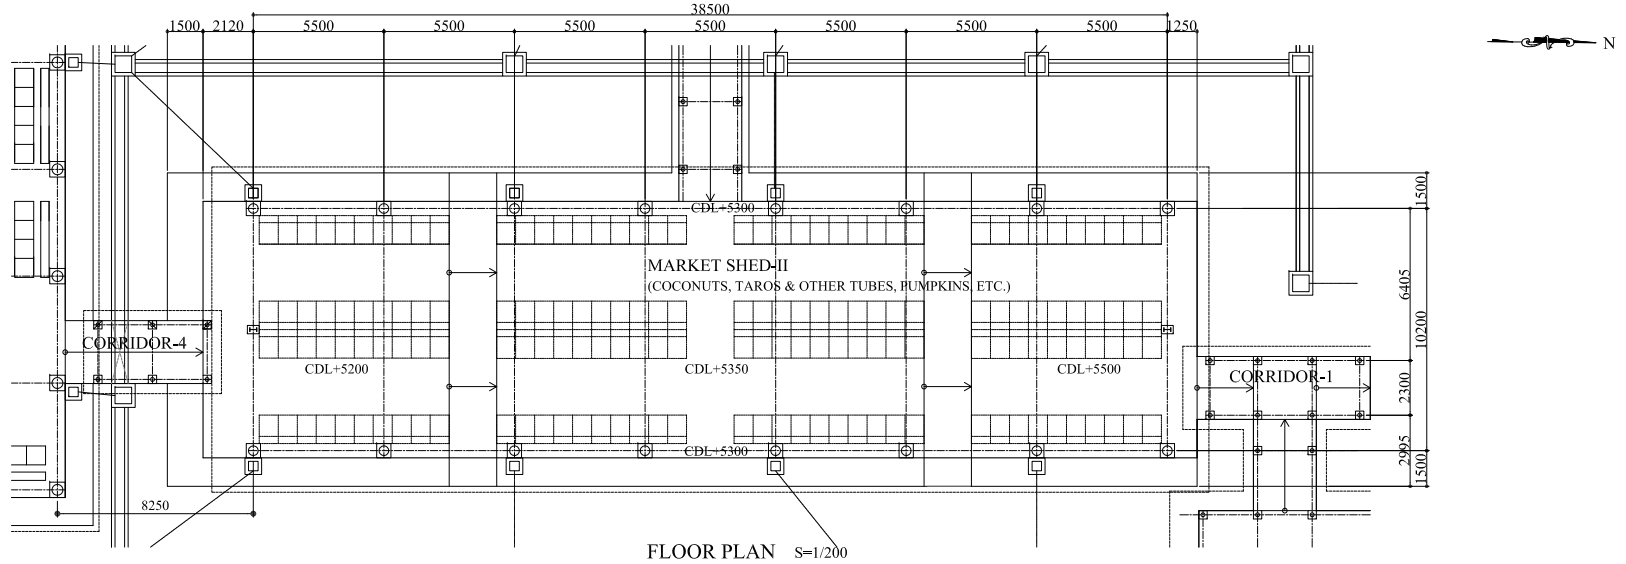 38500
1500 2120 5500 5500 5500 5500 5500 5500 5500 1250
N
1500
CDL+5300
MARKET SHED-II
(COCONUTS, TAROS & OTHER TUBES, PUMPKINS, ETC.)
6405
10200
CORRIDOR-4
CDL+5200
CDL+5350
CDL+5500
CORRIDOR-1
2300
CDL+5300
2995
1500
8250
FLOOR PLAN S=1/200